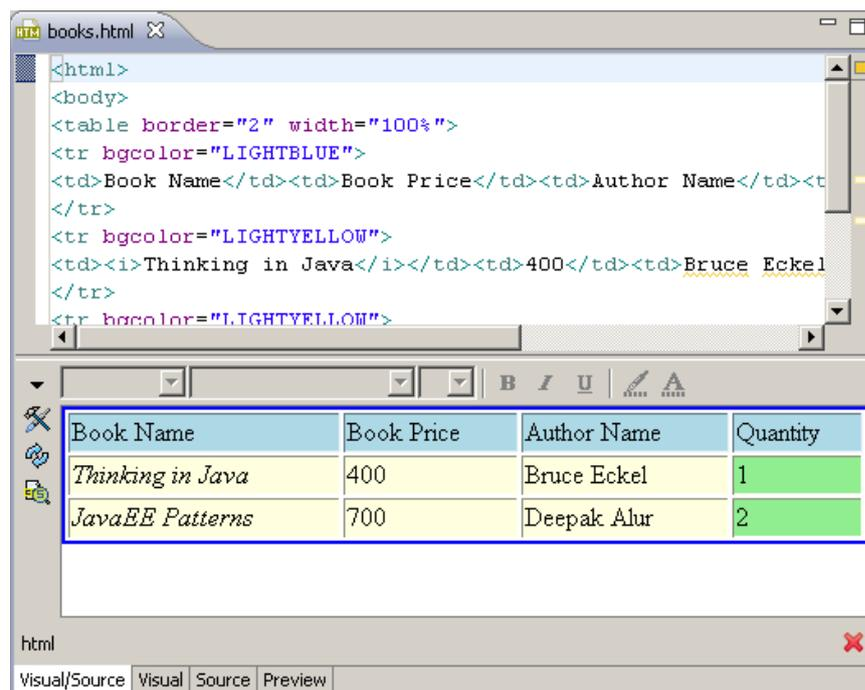 books.html
<html>
<body>
<table border="2" width="100%">
<tr bgcolor="LIGHTBLUE">
<td>Book Name</td><td>Book Price</td><td>Author Name</td><t
</tr>
<tr bgcolor="LIGHTYELLOW">
<td><i>Thinking in Java</i></td><td>400</td><td>Bruce Eckel
</tr>
<tr bgcolor="LIGHTYELLOW">
B I U A
Book Name Book Price Author Name Quantity
Thinking in Java 400 Bruce Eckel 1
JavaEE Patterns 700 Deepak Alur 2
html
Visual/Source Visual Source Preview